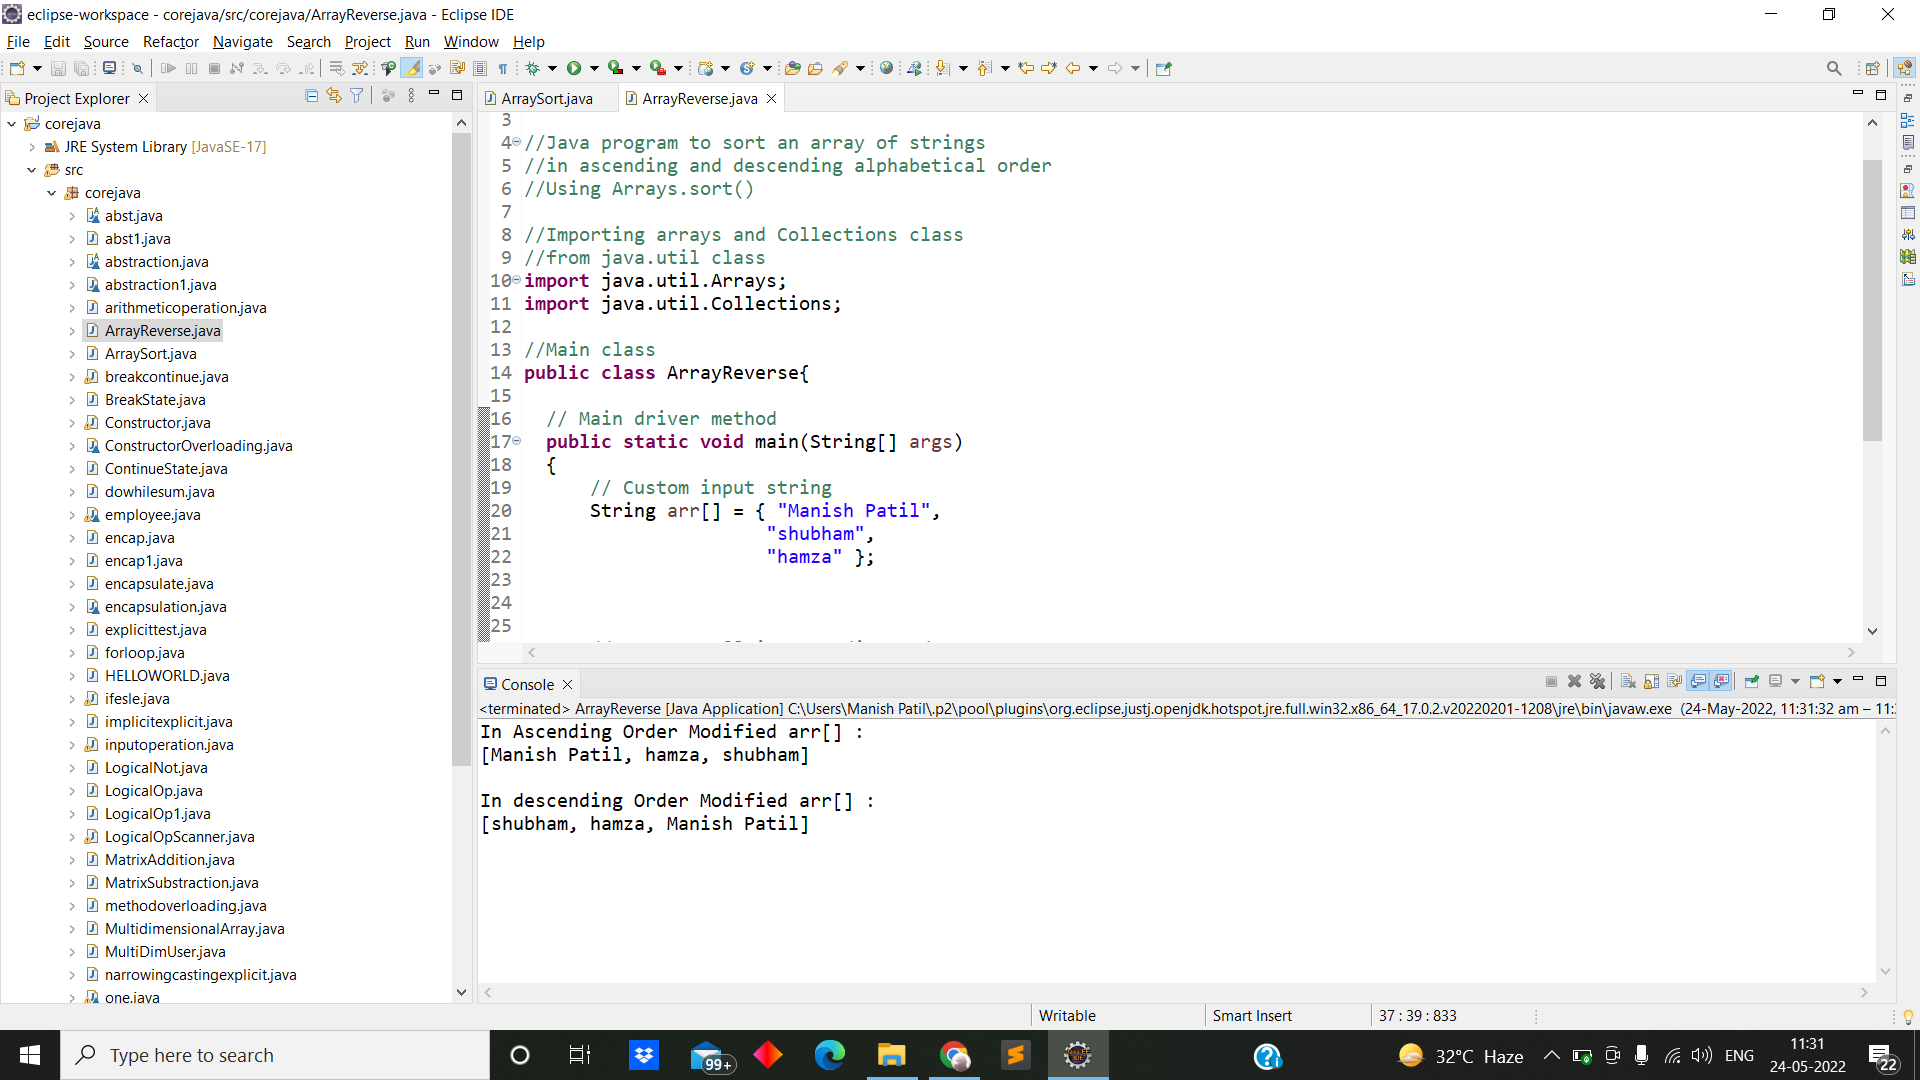 eclipse-workspace - corejava/src/corejava/ArrayReverse.java - Eclipse IDE
File Edit Source Refactor Navigate Search Project Run Window Help
Project Explorer
corejava
JRE System Library [JavaSE-17]
src
corejava
abst.java
abst1.java
abstraction.java
abstraction1.java
arithmeticoperation.java
ArrayReverse.java
ArraySort.java
breakcontinue.java
BreakState.java
Constructor.java
ConstructorOverloading.java
ContinueState.java
dowhilesum.java
employee.java
encap.java
encap1.java
encapsulate.java
encapsulation.java
explicittest.java
forloop.java
HELLOWORLD.java
ifesle.java
implicitexplicit.java
inputoperation.java
LogicalNot.java
LogicalOp.java
LogicalOp1.java
LogicalOpScanner.java
MatrixAddition.java
MatrixSubstraction.java
methodoverloading.java
MultidimensionalArray.java
MultiDimUser.java
narrowingcastingexplicit.java
one.java
ArraySort.java ArrayReverse.java
3
4 //Java program to sort an array of strings
5 //in ascending and descending alphabetical order
6 //Using Arrays.sort()
7
8 //Importing arrays and Collections class
9 //from java.util class
10 import java.util.Arrays;
11 import java.util.Collections;
12
13 //Main class
14 public class ArrayReverse{
15
16 // Main driver method
17 public static void main(String[] args)
18 {
19 // Custom input string
20 String arr[] = { "Manish Patil",
21 "shubham",
22 "hamza" };
23
24
25
Console
<terminated> ArrayReverse [Java Application] C:\Users\Manish Patil\.p2\pool\plugins\org.eclipse.justj.openjdk.hotspot.jre.full.win32.x86_64_17.0.2.v20220201-1208\jre\bin\javaw.exe (24-May-2022, 11:31:32 am – 11:
In Ascending Order Modified arr[] :
[Manish Patil, hamza, shubham]
In descending Order Modified arr[] :
[shubham, hamza, Manish Patil]
Writable Smart Insert 37 : 39 : 833
Type here to search
99+
32°C Haze
ENG
11:31
24-05-2022
22